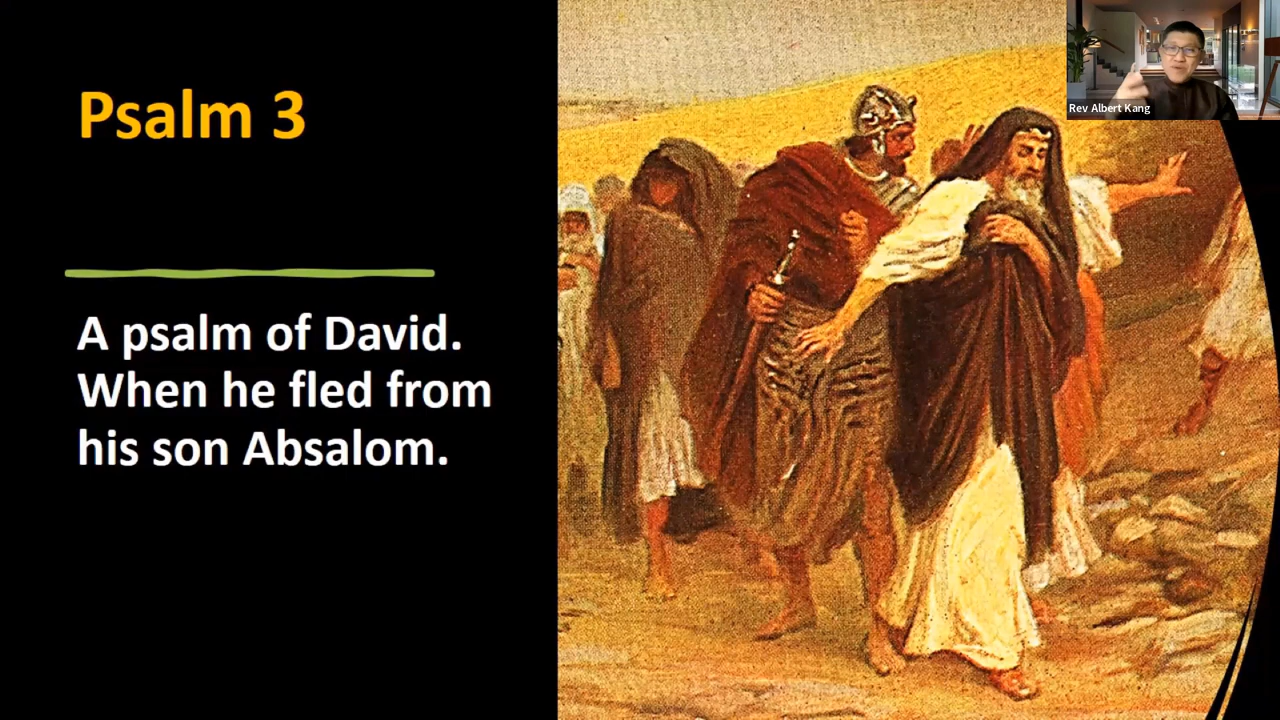 Psalm 3
A psalm of David.
When he fled from
his son Absalom.
Rev Albert Kang